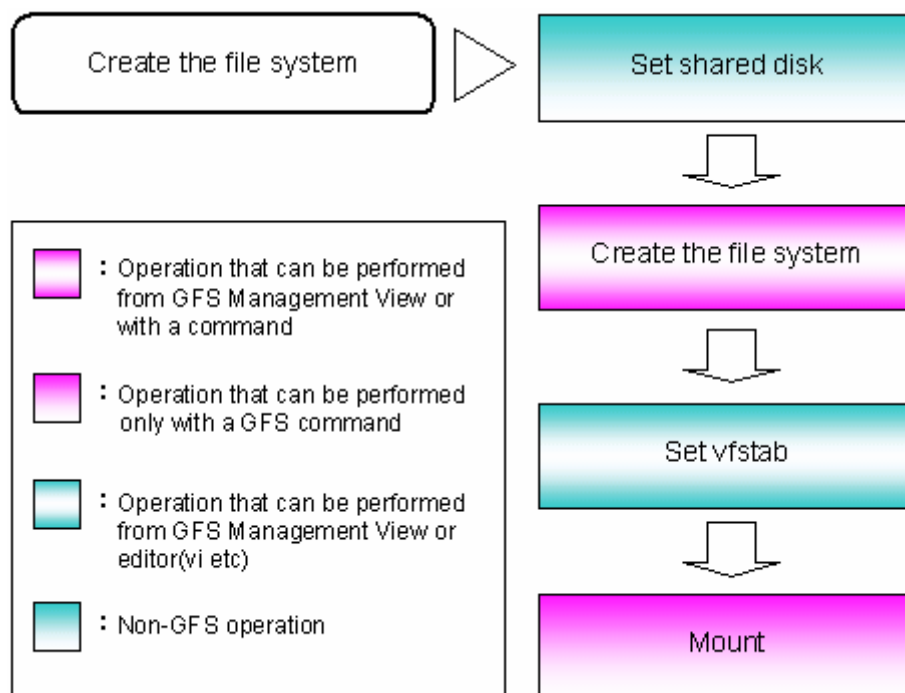 Create the file system
Set shared disk
Create the file system
Set vfstab
Mount
: Operation that can be performed
from GFS Management View or
with a command
: Operation that can be performed
only with a GFS command
: Operation that can be performed
from GFS Management View or
editor(vi etc)
: Non-GFS operation